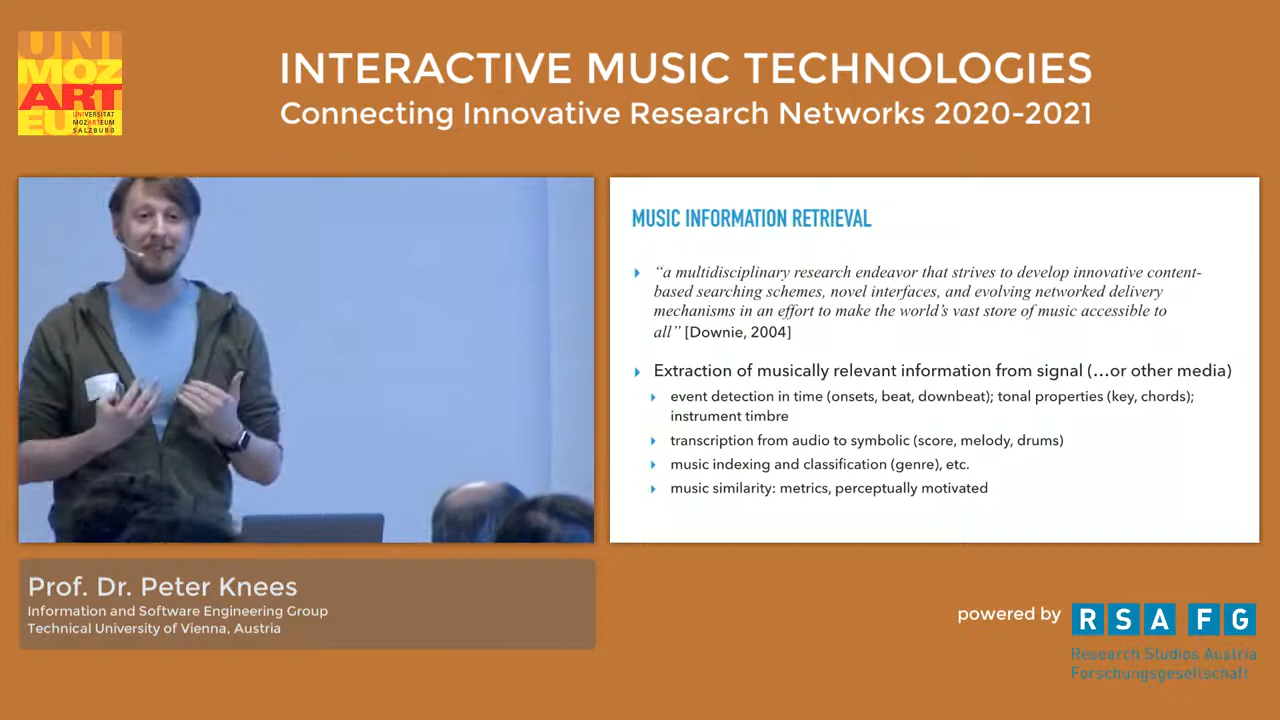 UNI
MOZ
ART
EU
UNIVERSITÄT
MOZARTEUM
SALZBURG
INTERACTIVE MUSIC TECHNOLOGIES
Connecting Innovative Research Networks 2020-2021
MUSIC INFORMATION RETRIEVAL
“a multidisciplinary research endeavor that strives to develop innovative content-
based searching schemes, novel interfaces, and evolving networked delivery
mechanisms in an effort to make the world’s vast store of music accessible to
all” [Downie, 2004]
Extraction of musically relevant information from signal (…or other media)
event detection in time (onsets, beat, downbeat); tonal properties (key, chords);
instrument timbre
transcription from audio to symbolic (score, melody, drums)
music indexing and classification (genre), etc.
music similarity: metrics, perceptually motivated
Prof. Dr. Peter Knees
Information and Software Engineering Group
Technical University of Vienna, Austria
powered by
RSA FG
Research Studios Austria
Forschungsgesellschaft